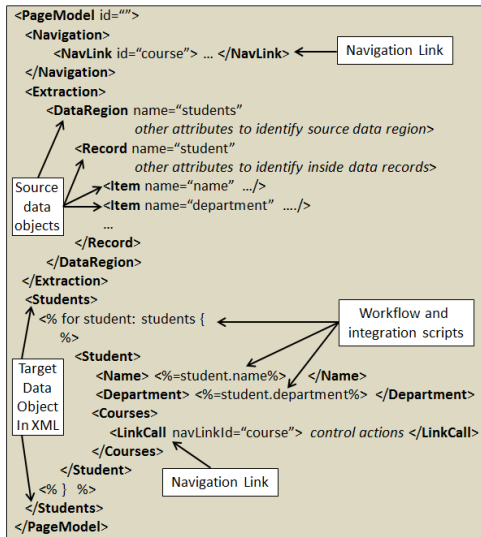 <PageModel id=“”>
<Navigation>
<NavLink id=“course”> … </NavLink>
Navigation Link
</Navigation>
<Extraction>
<DataRegion name=“students”
other attributes to identify source data region>
<Record name=“student”
other attributes to identify inside data records>
Source
data
objects
<Item name=“name” …/>
<Item name=“department” …./>
…
</Record>
</DataRegion>
</Extraction>
<Students>
<% for student: students {
%>
Workflow and
integration scripts
<Student>
Target
Data
Object
In XML
<Name> <%=student.name%> </Name>
<Department> <%=student.department%> </Department>
<Courses>
<LinkCall navLinkId=“course”> control actions </LinkCall>
</Courses>
</Student>
Navigation Link
<% } %>
</Students>
</PageModel>